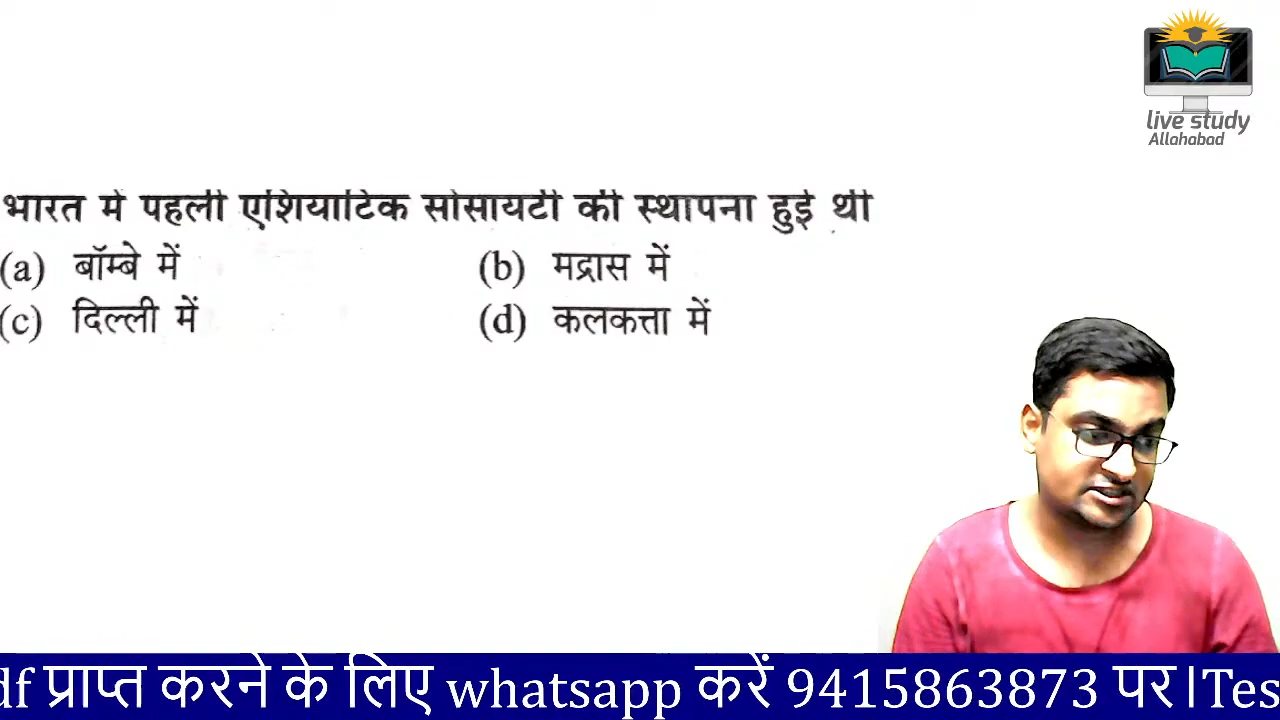 live study
Allahabad
भारत में पहली एशियाटिक सोसायटी की स्थापना हुई थी
(a) बॉम्बे में
(b) मद्रास में
(c) दिल्ली में
(d) कलकत्ता में
df प्राप्त करने के लिए whatsapp करें 9415863873 पर।Tes